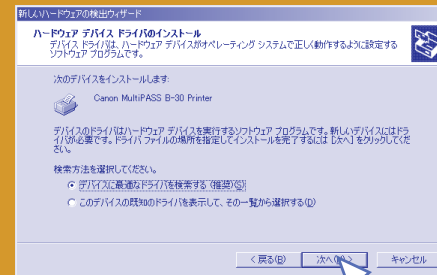 新しいハードウェアの検出ウィザード
ハードウェア デバイス ドライバのインストール
デバイス ドライバは、ハードウェア デバイスがオペレーティング システムで正しく動作するように設定する
ソフトウェア プログラムです。
次のデバイスをインストールします:
Canon MultiPASS B-30 Printer
デバイスのドライバはハードウェア デバイスを実行するソフトウェア プログラムです。新しいデバイスにはドラ
イバが必要です。ドライバ ファイルの場所を指定してインストールを完了するには [次へ] をクリックしてくだ
さい。
検索方法を選択してください。
デバイスに最適なドライバを検索する (推奨)(S)
このデバイスの既知のドライバを表示して、その一覧から選択する(D)
< 戻る(B) 次へ(N) > キャンセル